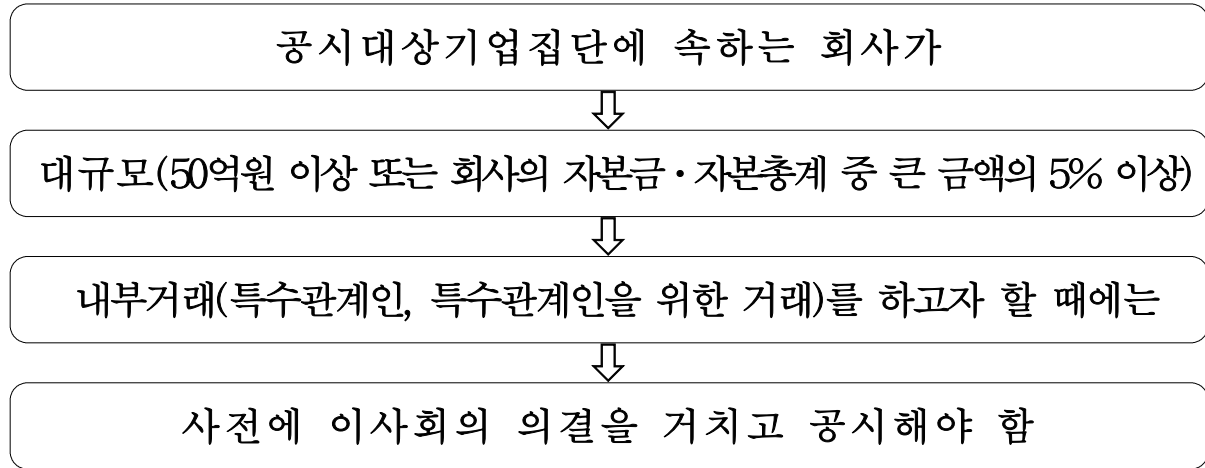 공시대상기업집단에 속하는 회사가
대규모(50억원 이상 또는 회사의 자본금·자본총계 중 큰 금액의 5% 이상)
내부거래(특수관계인, 특수관계인을 위한 거래)를 하고자 할 때에는
사전에 이사회의 의결을 거치고 공시해야 함